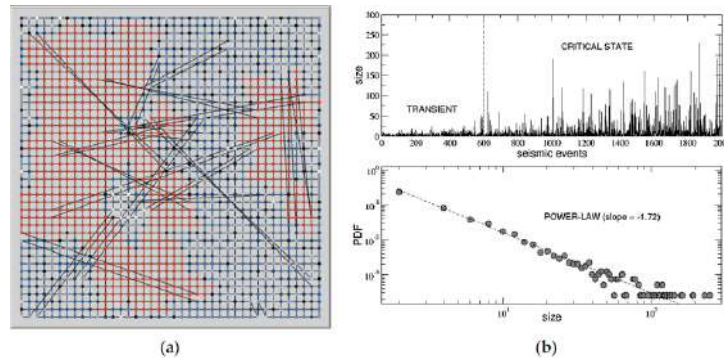 300
250
200
150
100
50
0
size
CRITICAL STATE
TRANSIENT
0 200 400 600 800 1000 1200 1400 1600 1800
seismic events
PDF
POWER-LAW (slope = -1.72)
size
(a) (b)